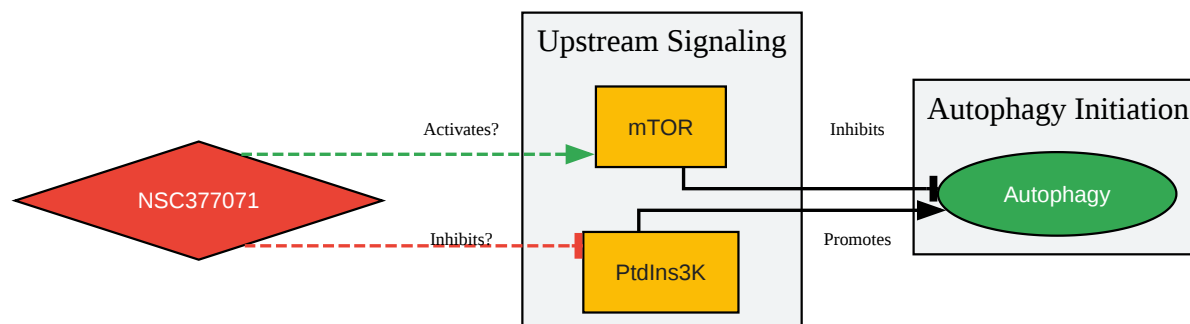 Upstream Signaling
Autophagy Initiation
mTOR
Activates?
Inhibits
NSC377071
Autophagy
Inhibits?
Promotes
PtdIns3K